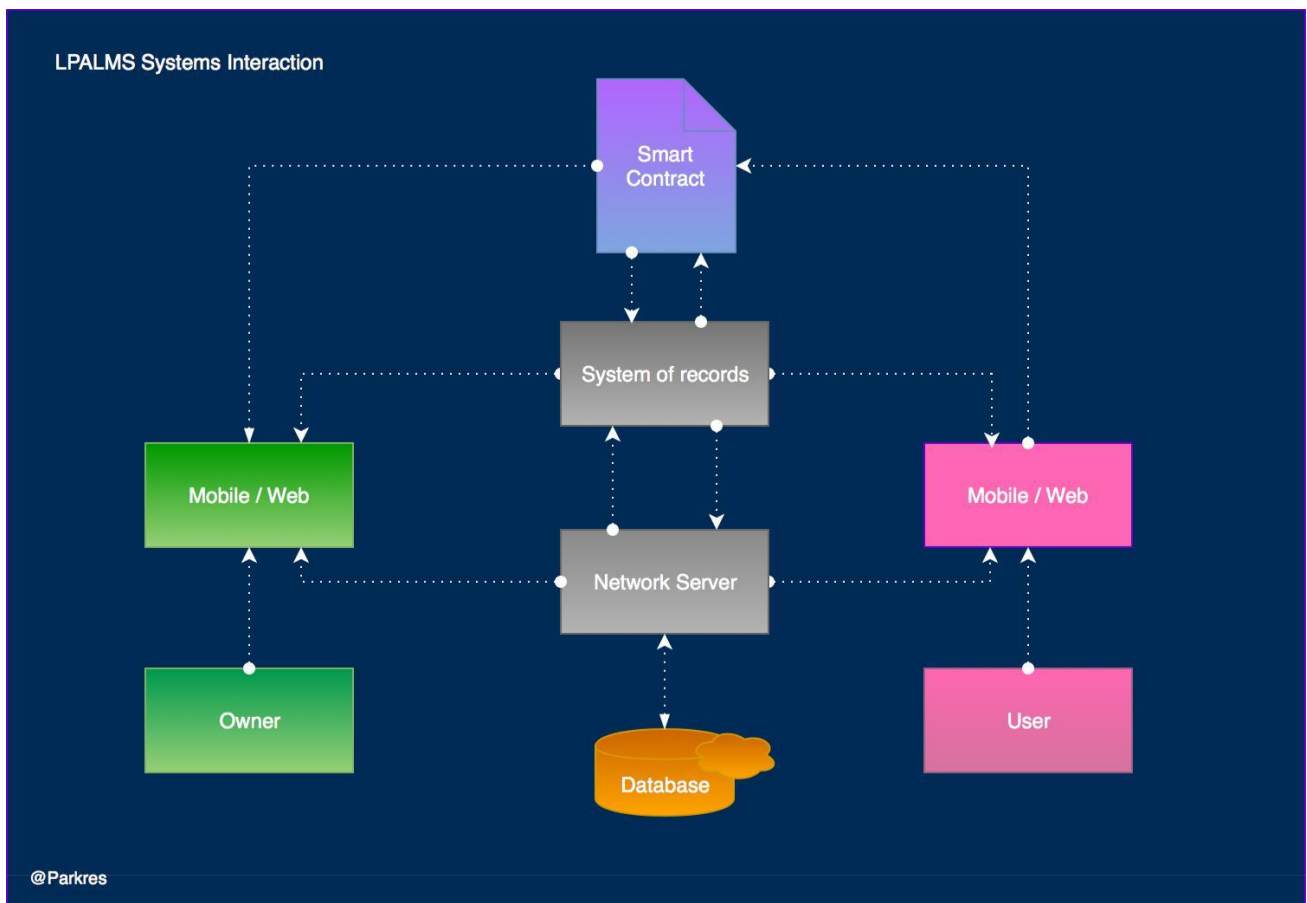 LPALMS Systems Interaction
Smart
Contract
System of records
Mobile / Web
Mobile / Web
Network Server
Owner
User
Database
@Parkres